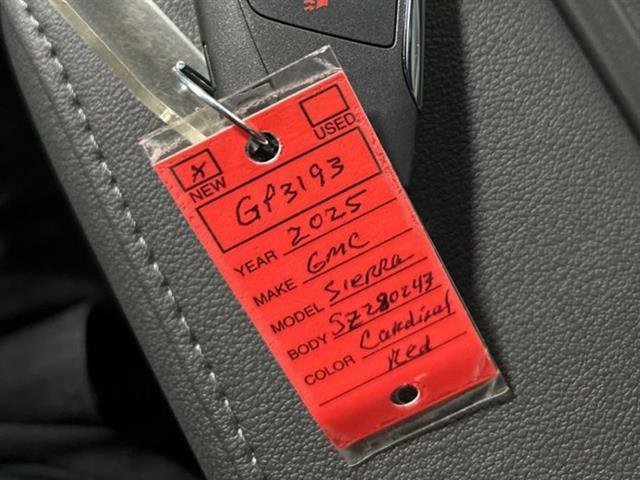 X
NEW
USED
GP3193
YEAR 2025
MAKE GMC
MODEL Sierra
BODY SZ280247
COLOR Cardinal
Red